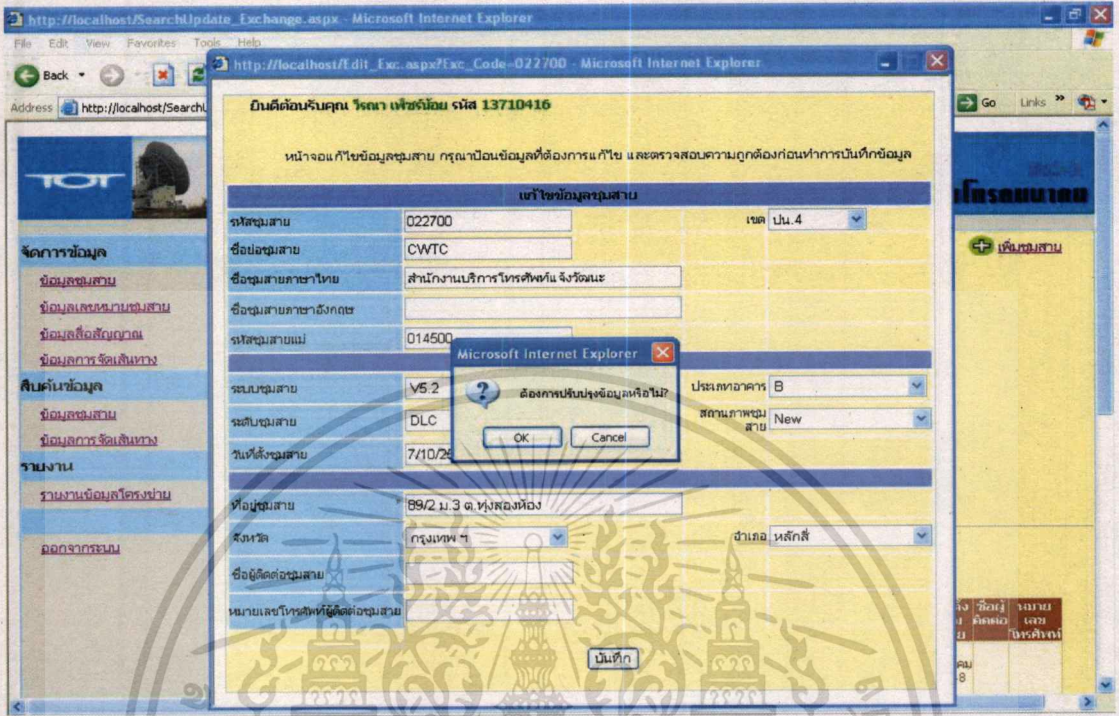 http://localhost/SearchUpdate_Exchange.aspx - Microsoft Internet Explorer
File Edit View Favorites Tools Help
Back
Address http://localhost/SearchU
Go Links »
TOT
จัดการข้อมูล
ข้อมูลชุมสาย
ข้อมูลเลขหมายชุมสาย
ข้อมูลสื่อสัญญาณ
ข้อมูลการจัดเส้นทาง
สืบค้นข้อมูล
ข้อมูลชุมสาย
ข้อมูลการจัดเส้นทาง
รายงาน
รายงานข้อมูลโครงข่าย
ออกจากระบบ
http://localhost/Edit_Exc.aspx?Exc_Code=022700 - Microsoft Internet Explorer
ยินดีต้อนรับคุณ วีรณา เพ็ชรน้อย รหัส 13710416
หน้าจอแก้ไขข้อมูลชุมสาย กรุณาป้อนข้อมูลที่ต้องการแก้ไข และตรวจสอบความถูกต้องก่อนทำการบันทึกข้อมูล
แก้ไขข้อมูลชุมสาย
รหัสชุมสาย 022700 เขต ปน.4
ชื่อย่อชุมสาย CWTC
ชื่อชุมสายภาษาไทย สำนักงานบริการโทรศัพท์แจ้งวัฒนะ
ชื่อชุมสายภาษาอังกฤษ
รหัสชุมสายแม่ 014500
ระบบชุมสาย V5.2 ประเภทอาคาร B
ระดับชุมสาย DLC สถานภาพชุมสาย New
วันที่ตั้งชุมสาย 7/10/25
ที่อยู่ชุมสาย 89/2 ม.3 ต.ทุ่งสองห้อง
จังหวัด กรุงเทพ ฯ อำเภอ หลักสี่
ชื่อผู้ติดต่อชุมสาย
หมายเลขโทรศัพท์ผู้ติดต่อชุมสาย
บันทึก
Microsoft Internet Explorer
ต้องการปรับปรุงข้อมูลหรือไม่?
OK Cancel
เพิ่มชุมสาย
ชื่อผู้ติดต่อ
หมายเลขโทรศัพท์